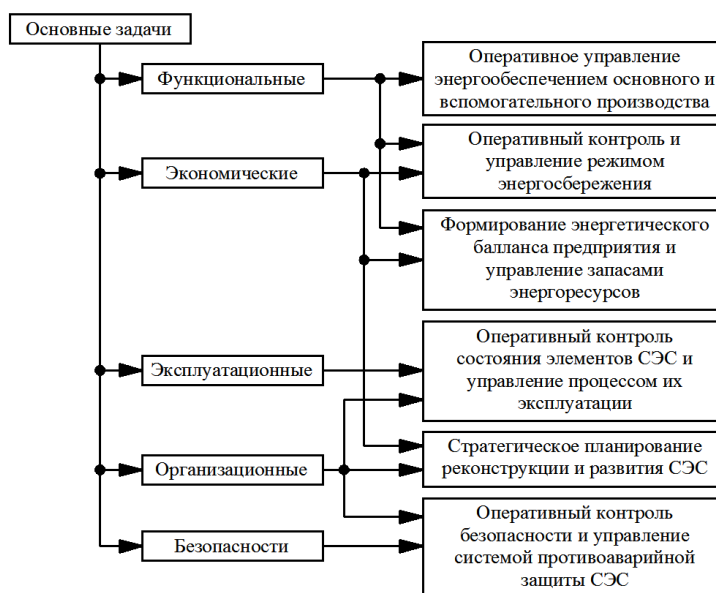 Основные задачи
Функциональные
Экономические
Эксплуатационные
Организационные
Безопасности
Оперативное управление
энергообеспечением основного и
вспомогательного производства
Оперативный контроль и
управление режимом
энергосбережения
Формирование энергетического
балланса предприятия и
управление запасами
энергоресурсов
Оперативный контроль
состояния элементов СЭС и
управление процессом их
эксплуатации
Стратегическое планирование
реконструкции и развития СЭС
Оперативный контроль
безопасности и управление
системой противоаварийной
защиты СЭС